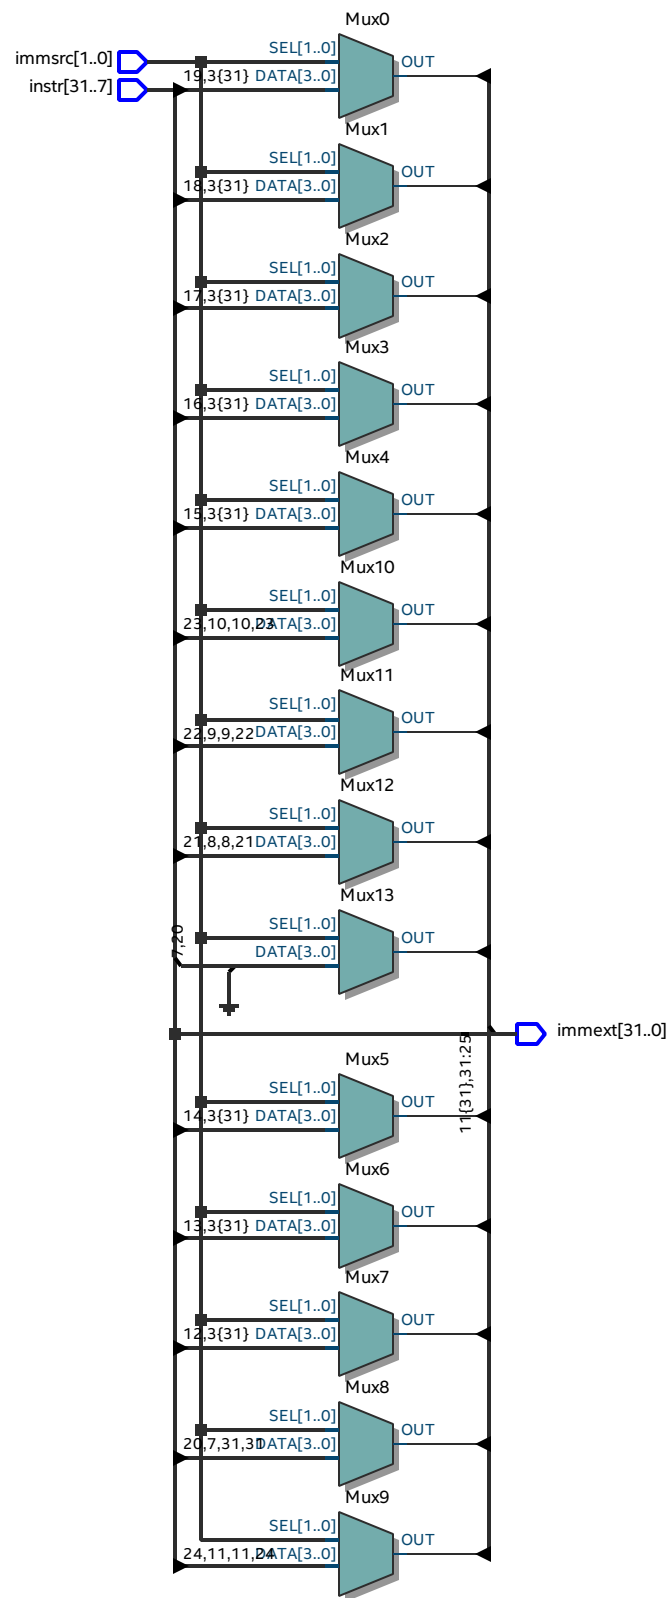 Mux0
immsrc[1..0]
SEL[1..0]
OUT
instr[31..7]
19,3{31} DATA[3..0]
Mux1
SEL[1..0]
OUT
18,3{31} DATA[3..0]
Mux2
SEL[1..0]
OUT
17,3{31} DATA[3..0]
Mux3
SEL[1..0]
OUT
16,3{31} DATA[3..0]
Mux4
SEL[1..0]
OUT
15,3{31} DATA[3..0]
Mux10
SEL[1..0]
OUT
23,10,10,23 DATA[3..0]
Mux11
SEL[1..0]
OUT
22,9,9,22 DATA[3..0]
Mux12
SEL[1..0]
OUT
21,8,8,21 DATA[3..0]
Mux13
SEL[1..0]
OUT
7,20
DATA[3..0]
immext[31..0]
11{31},31:25
Mux5
SEL[1..0]
OUT
14,3{31} DATA[3..0]
Mux6
SEL[1..0]
OUT
13,3{31} DATA[3..0]
Mux7
SEL[1..0]
OUT
12,3{31} DATA[3..0]
Mux8
SEL[1..0]
OUT
20,7,31,31 DATA[3..0]
Mux9
SEL[1..0]
OUT
24,11,11,24 DATA[3..0]